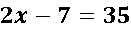 2x − 7 = 35